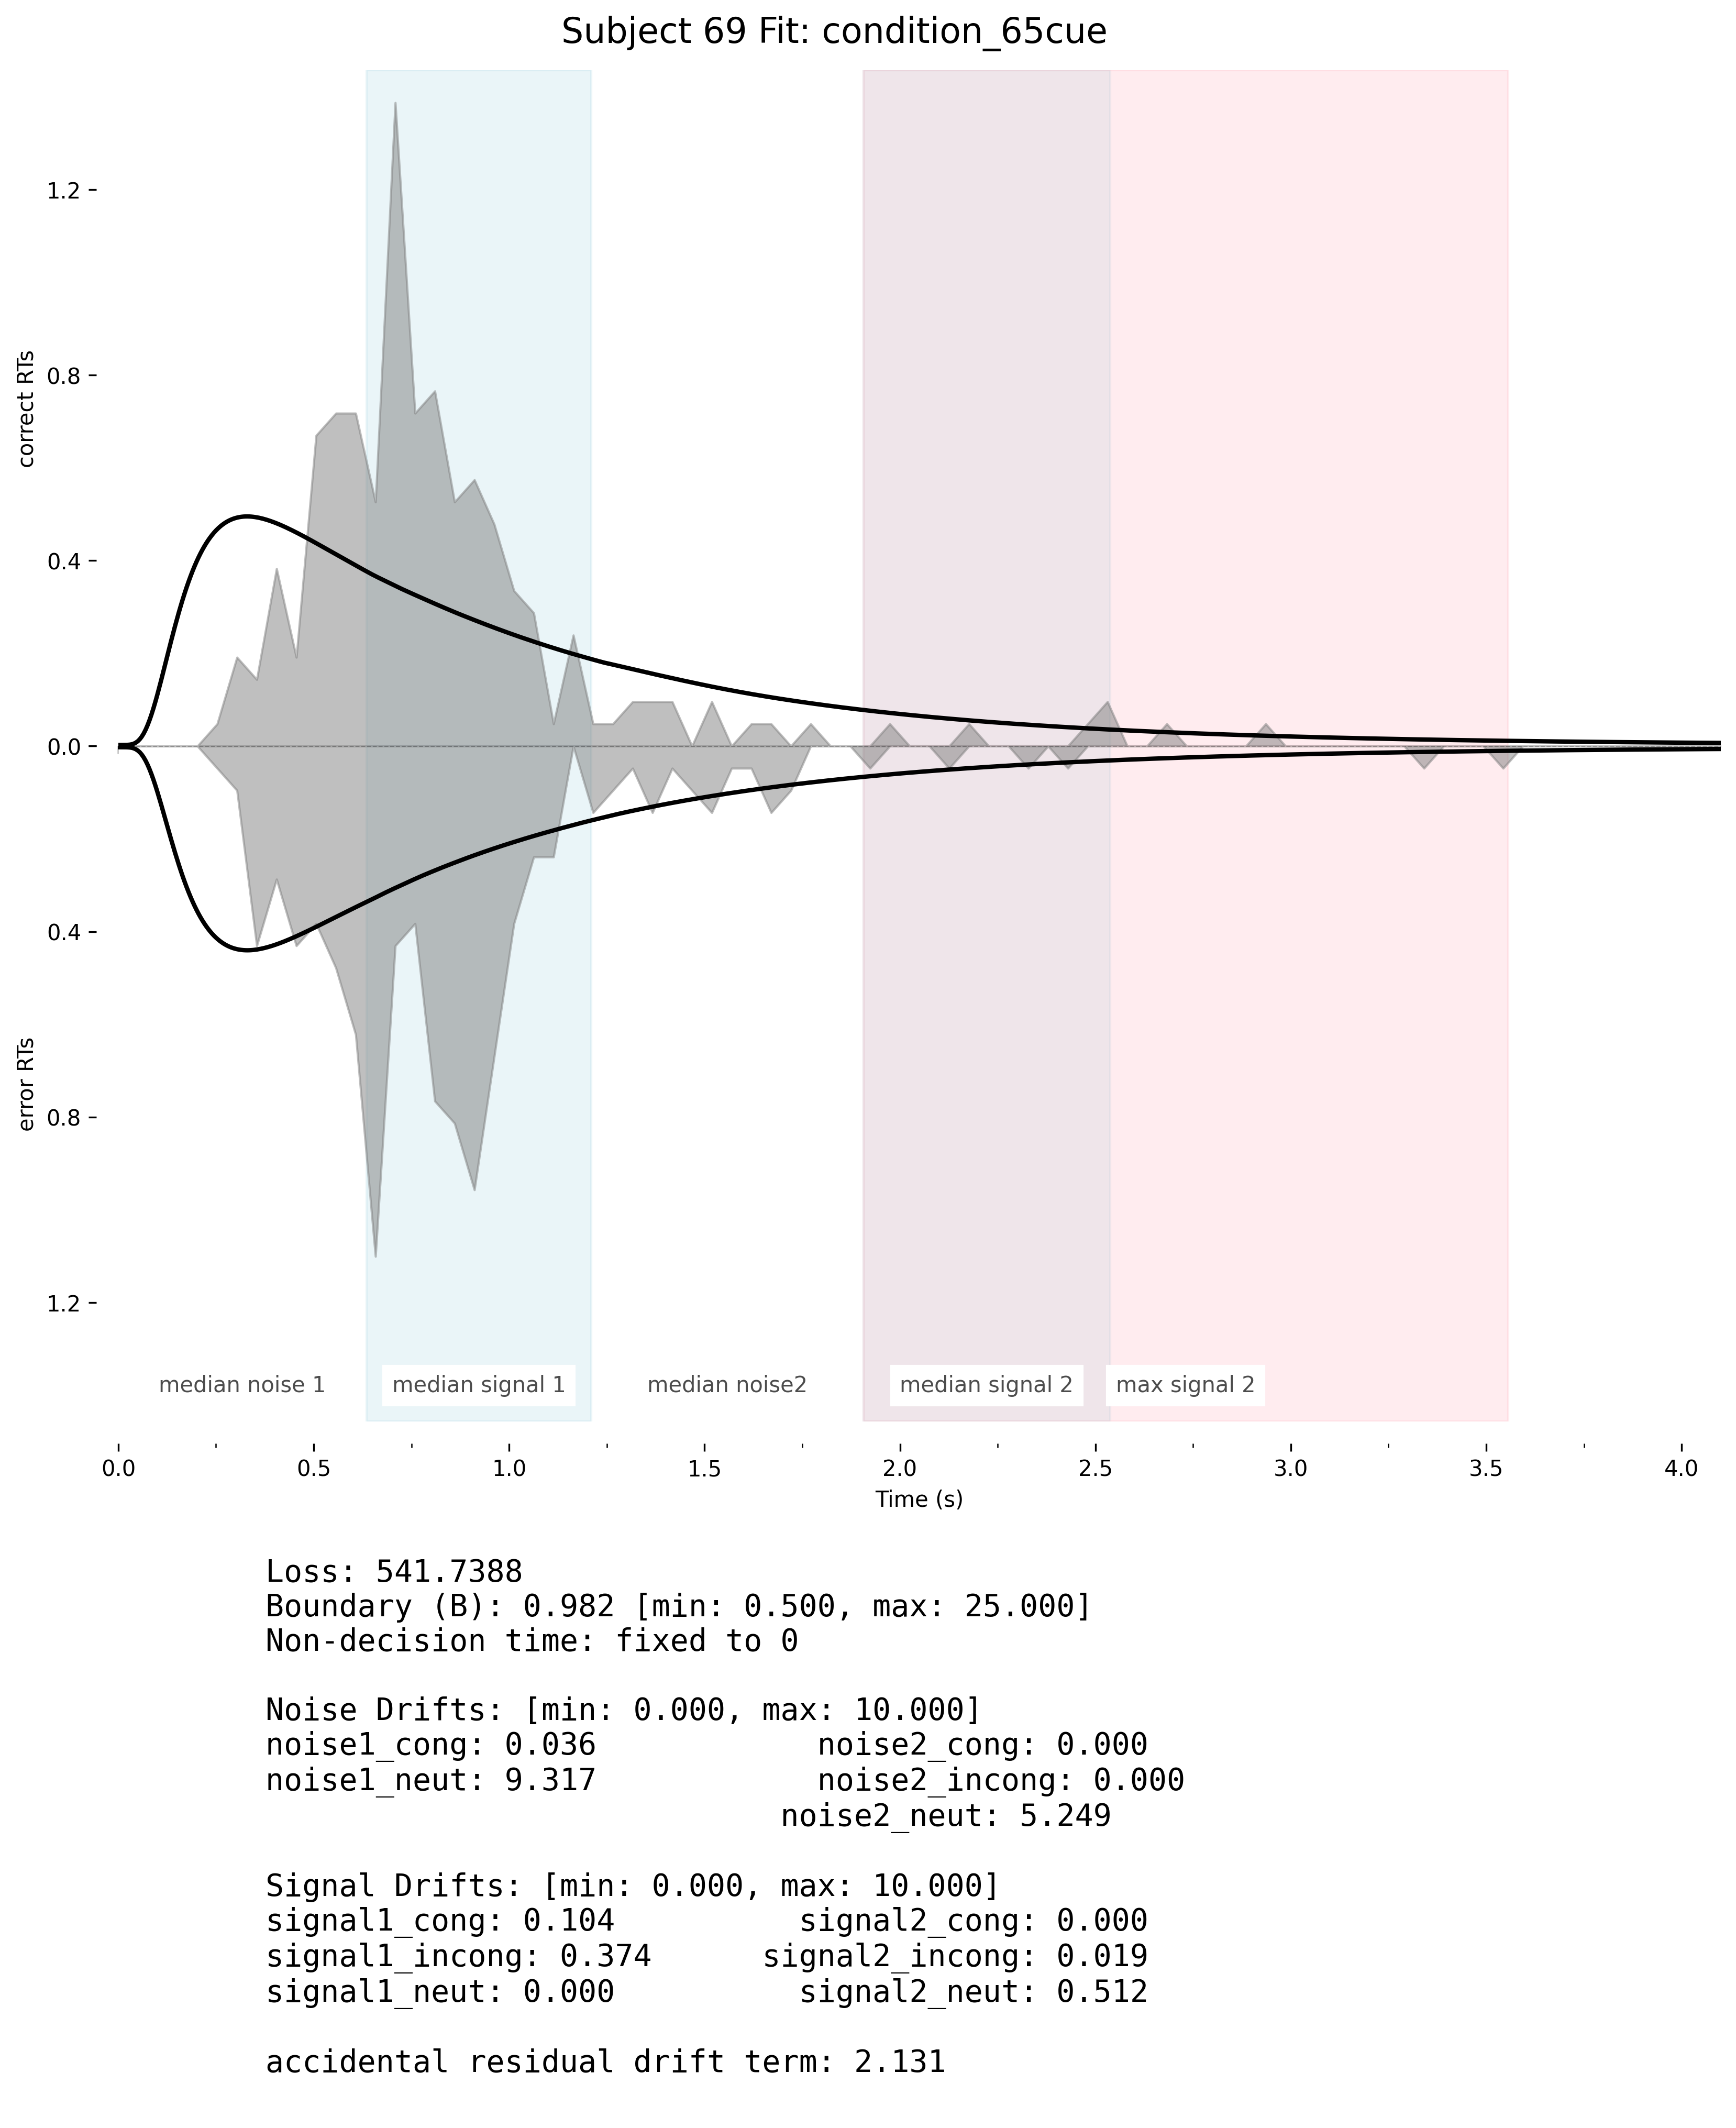 Subject 69 Fit: condition_65cue
1.2
0.8
correct RTs
0.4
0.0
0.4
error RTs
0.8
1.2
median noise 1
median signal 1
median noise2
median signal 2
max signal 2
0.0 0.5 1.0 1.5 2.0 2.5 3.0 3.5 4.0
Time (s)
Loss: 541.7388
Boundary (B): 0.982 [min: 0.500, max: 25.000]
Non-decision time: fixed to 0
Noise Drifts: [min: 0.000, max: 10.000]
noise1_cong: 0.036 noise2_cong: 0.000
noise1_neut: 9.317 noise2_incong: 0.000
noise2_neut: 5.249
Signal Drifts: [min: 0.000, max: 10.000]
signal1_cong: 0.104 signal2_cong: 0.000
signal1_incong: 0.374 signal2_incong: 0.019
signal1_neut: 0.000 signal2_neut: 0.512
accidental residual drift term: 2.131